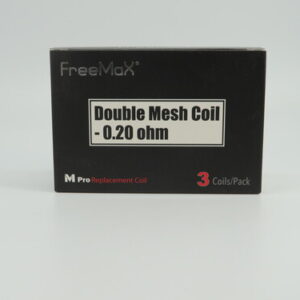 FreeMaX®
Double Mesh Coil
- 0.20 ohm
M Pro Replacement Coil
3 Coils/Pack